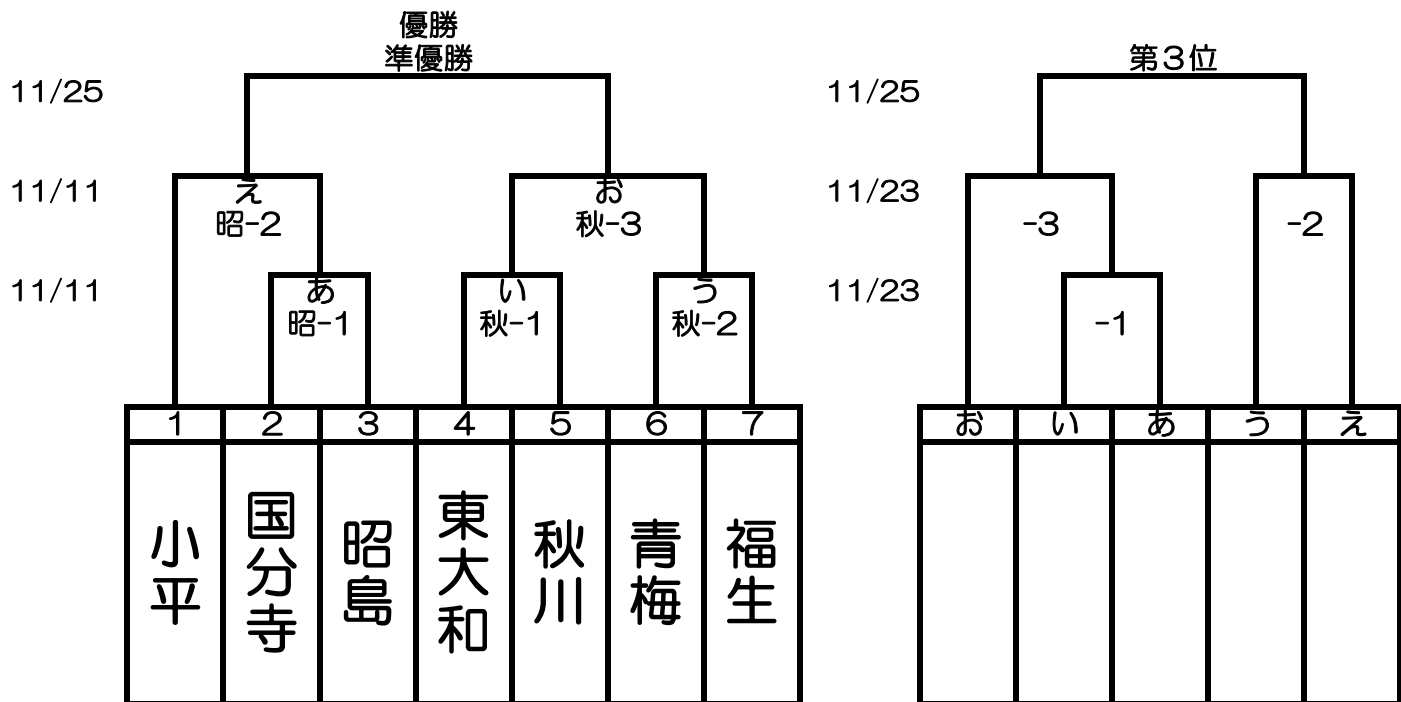 優勝
準優勝
第3位
11/25
11/25
11/11
え
お
11/23
昭-2
秋-3
-3
-2
11/11
あ
い
う
11/23
昭-1
秋-1
秋-2
-1
1 2 3 4 5 6 7
お い あ う え
小平
国分寺
昭島
東大和
秋川
青梅
福生